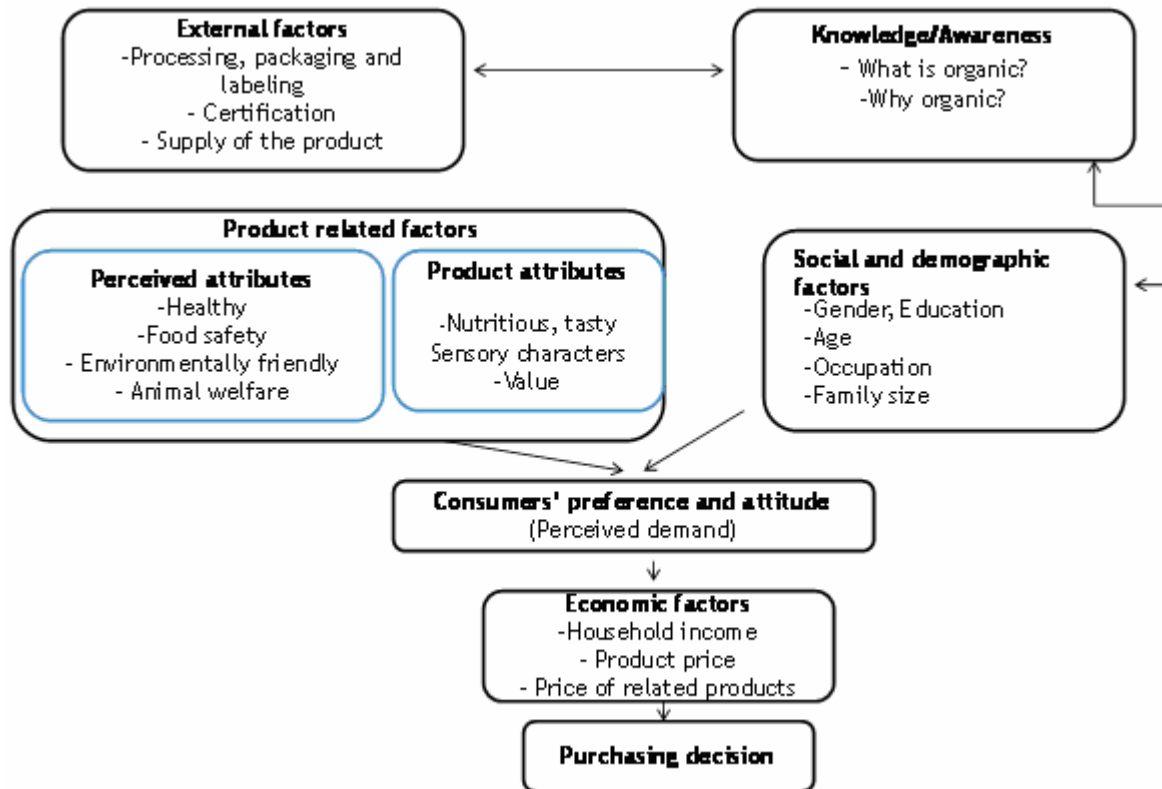 External factors
-Processing, packaging and
labeling
- Certification
- Supply of the product
Knowledge/Awareness
- What is organic?
-Why organic?
Product related factors
Perceived attributes
-Healthy
-Food safety
- Environmentally friendly
- Animal welfare
Product attributes
-Nutritious, tasty
Sensory characters
-Value
Social and demographic
factors
-Gender, Education
-Age
-Occupation
-Family size
Consumers' preference and attitude
(Perceived demand)
Economic factors
-Household income
- Product price
- Price of related products
Purchasing decision